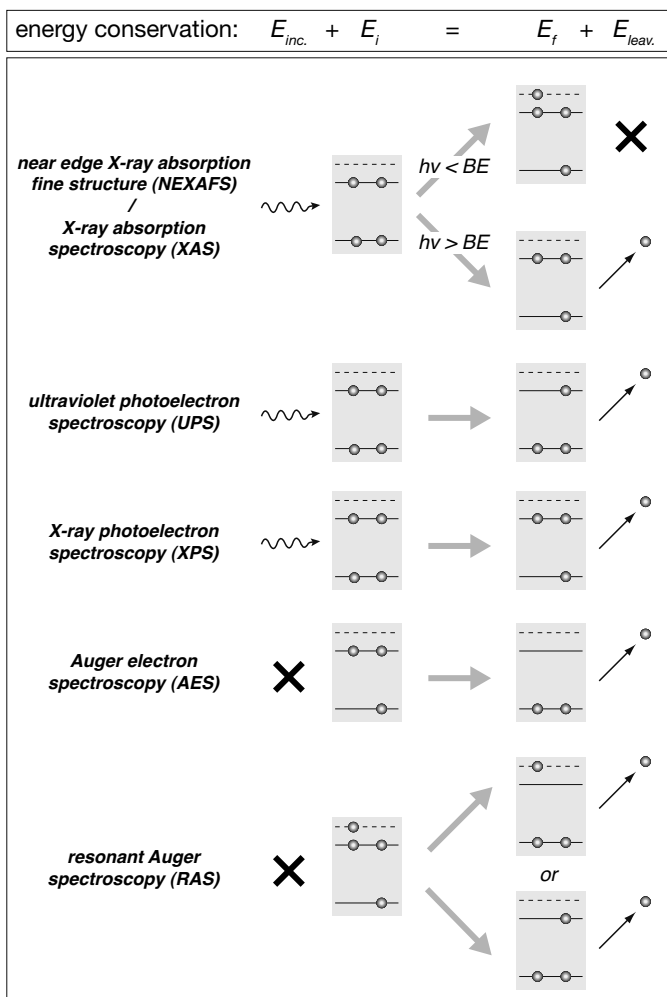 energy conservation: E_inc. + E_i = E_f + E_leav.
near edge X-ray absorption
fine structure (NEXAFS)
/
X-ray absorption
spectroscopy (XAS)
hν < BE
hν > BE
ultraviolet photoelectron
spectroscopy (UPS)
X-ray photoelectron
spectroscopy (XPS)
Auger electron
spectroscopy (AES)
resonant Auger
spectroscopy (RAS)
or